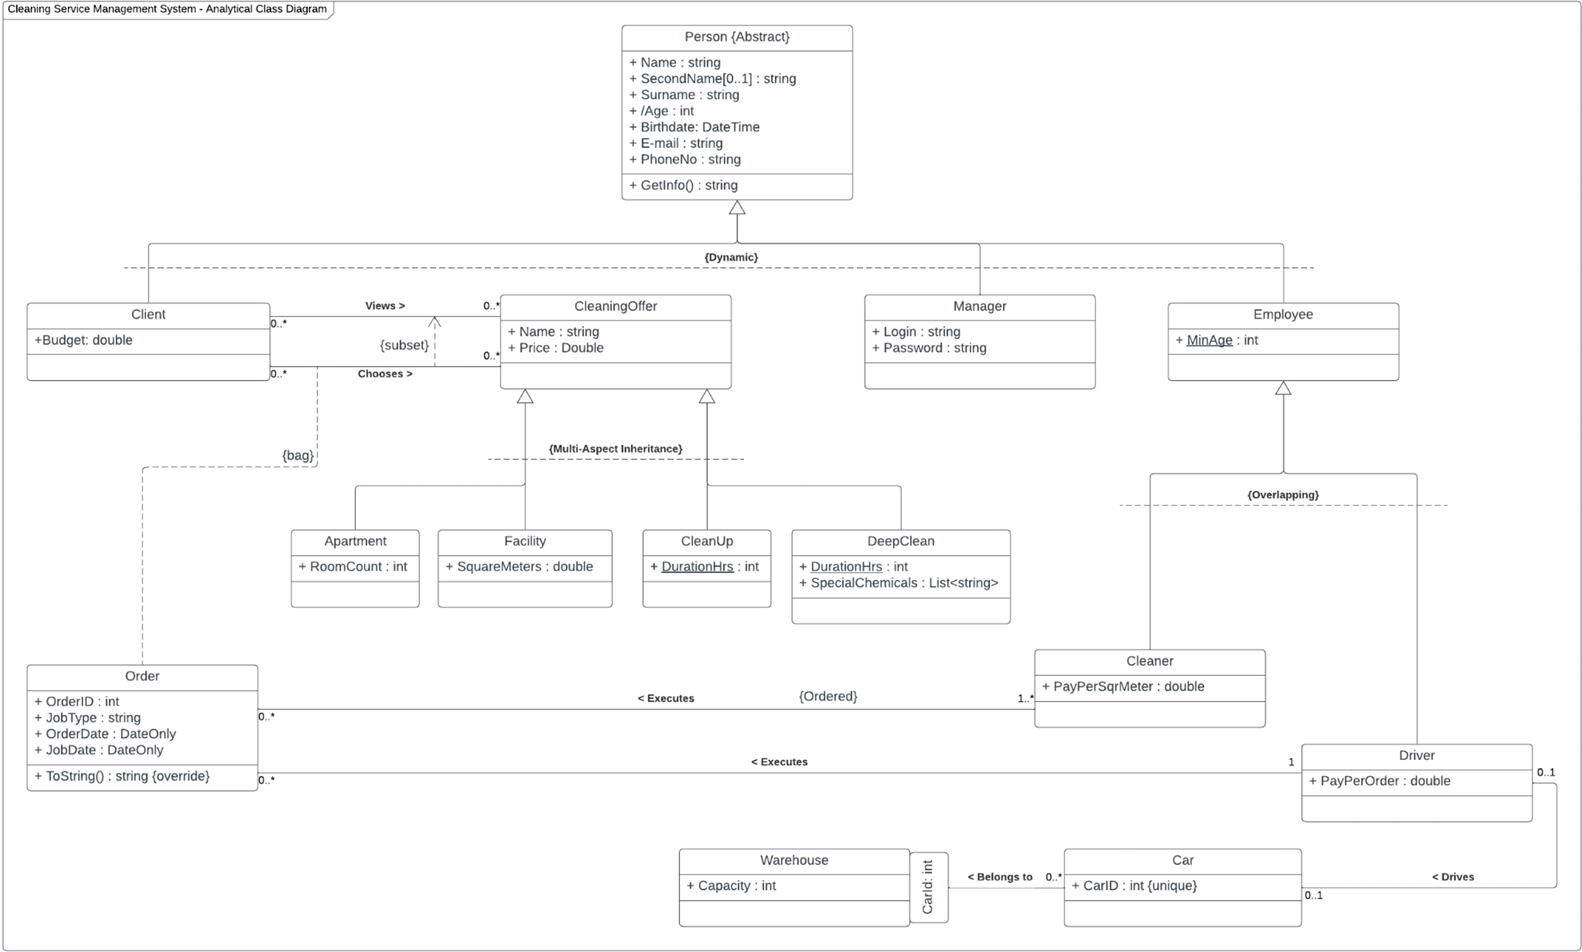 Cleaning Service Management System - Analytical Class Diagram
Person {Abstract}
+ Name : string
+ SecondName[0..1] : string
+ Surname : string
+ /Age : int
+ Birthdate: DateTime
+ E-mail : string
+ PhoneNo : string
+ GetInfo() : string
{Dynamic}
Client
+Budget: double
Views >
0..*
0..*
{subset}
0..*
0..*
Chooses >
CleaningOffer
+ Name : string
+ Price : Double
Manager
+ Login : string
+ Password : string
Employee
+ MinAge : int
{bag}
{Multi-Aspect Inheritance}
{Overlapping}
Apartment
+ RoomCount : int
Facility
+ SquareMeters : double
CleanUp
+ DurationHrs : int
DeepClean
+ DurationHrs : int
+ SpecialChemicals : List<string>
Order
+ OrderID : int
+ JobType : string
+ OrderDate : DateOnly
+ JobDate : DateOnly
+ ToString() : string {override}
< Executes
{Ordered}
1..*
0..*
Cleaner
+ PayPerSqrMeter : double
< Executes
1
0..*
Driver
+ PayPerOrder : double
0..1
Warehouse
+ Capacity : int
CarId: int
< Belongs to
0..*
Car
+ CarID : int {unique}
< Drives
0..1